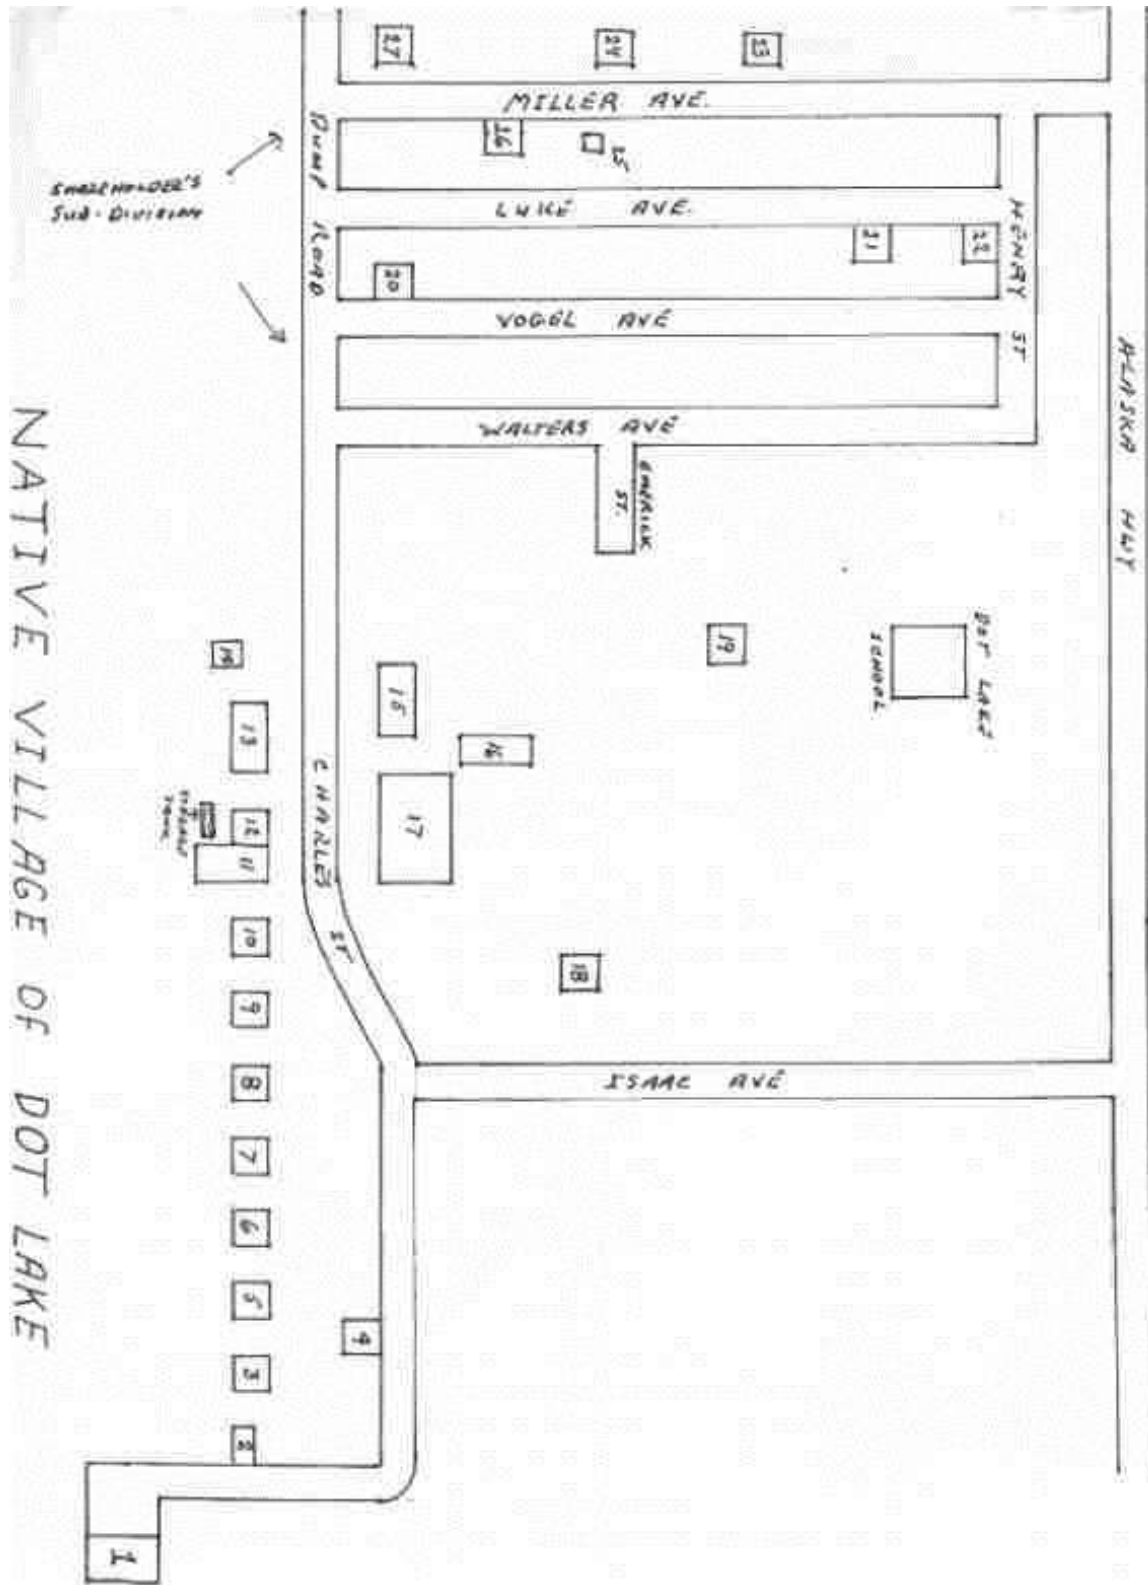 NATIVE VILLAGE OF DOT LAKE
SHAREHOLDER'S
SUB-DIVISION
MILLER AVE.
LUKE AVE.
VOGEL AVE
WALTERS AVE
ISAAC AVE
DUMP ROAD
HENRY ST
ALASKA HWY
ST.
CHARLES ST.
DOT LAKE
SCHOOL
27
24
23
26
25
21
22
20
19
15
16
17
13
12
11
10
18
9
8
7
6
5
4
3
2
1